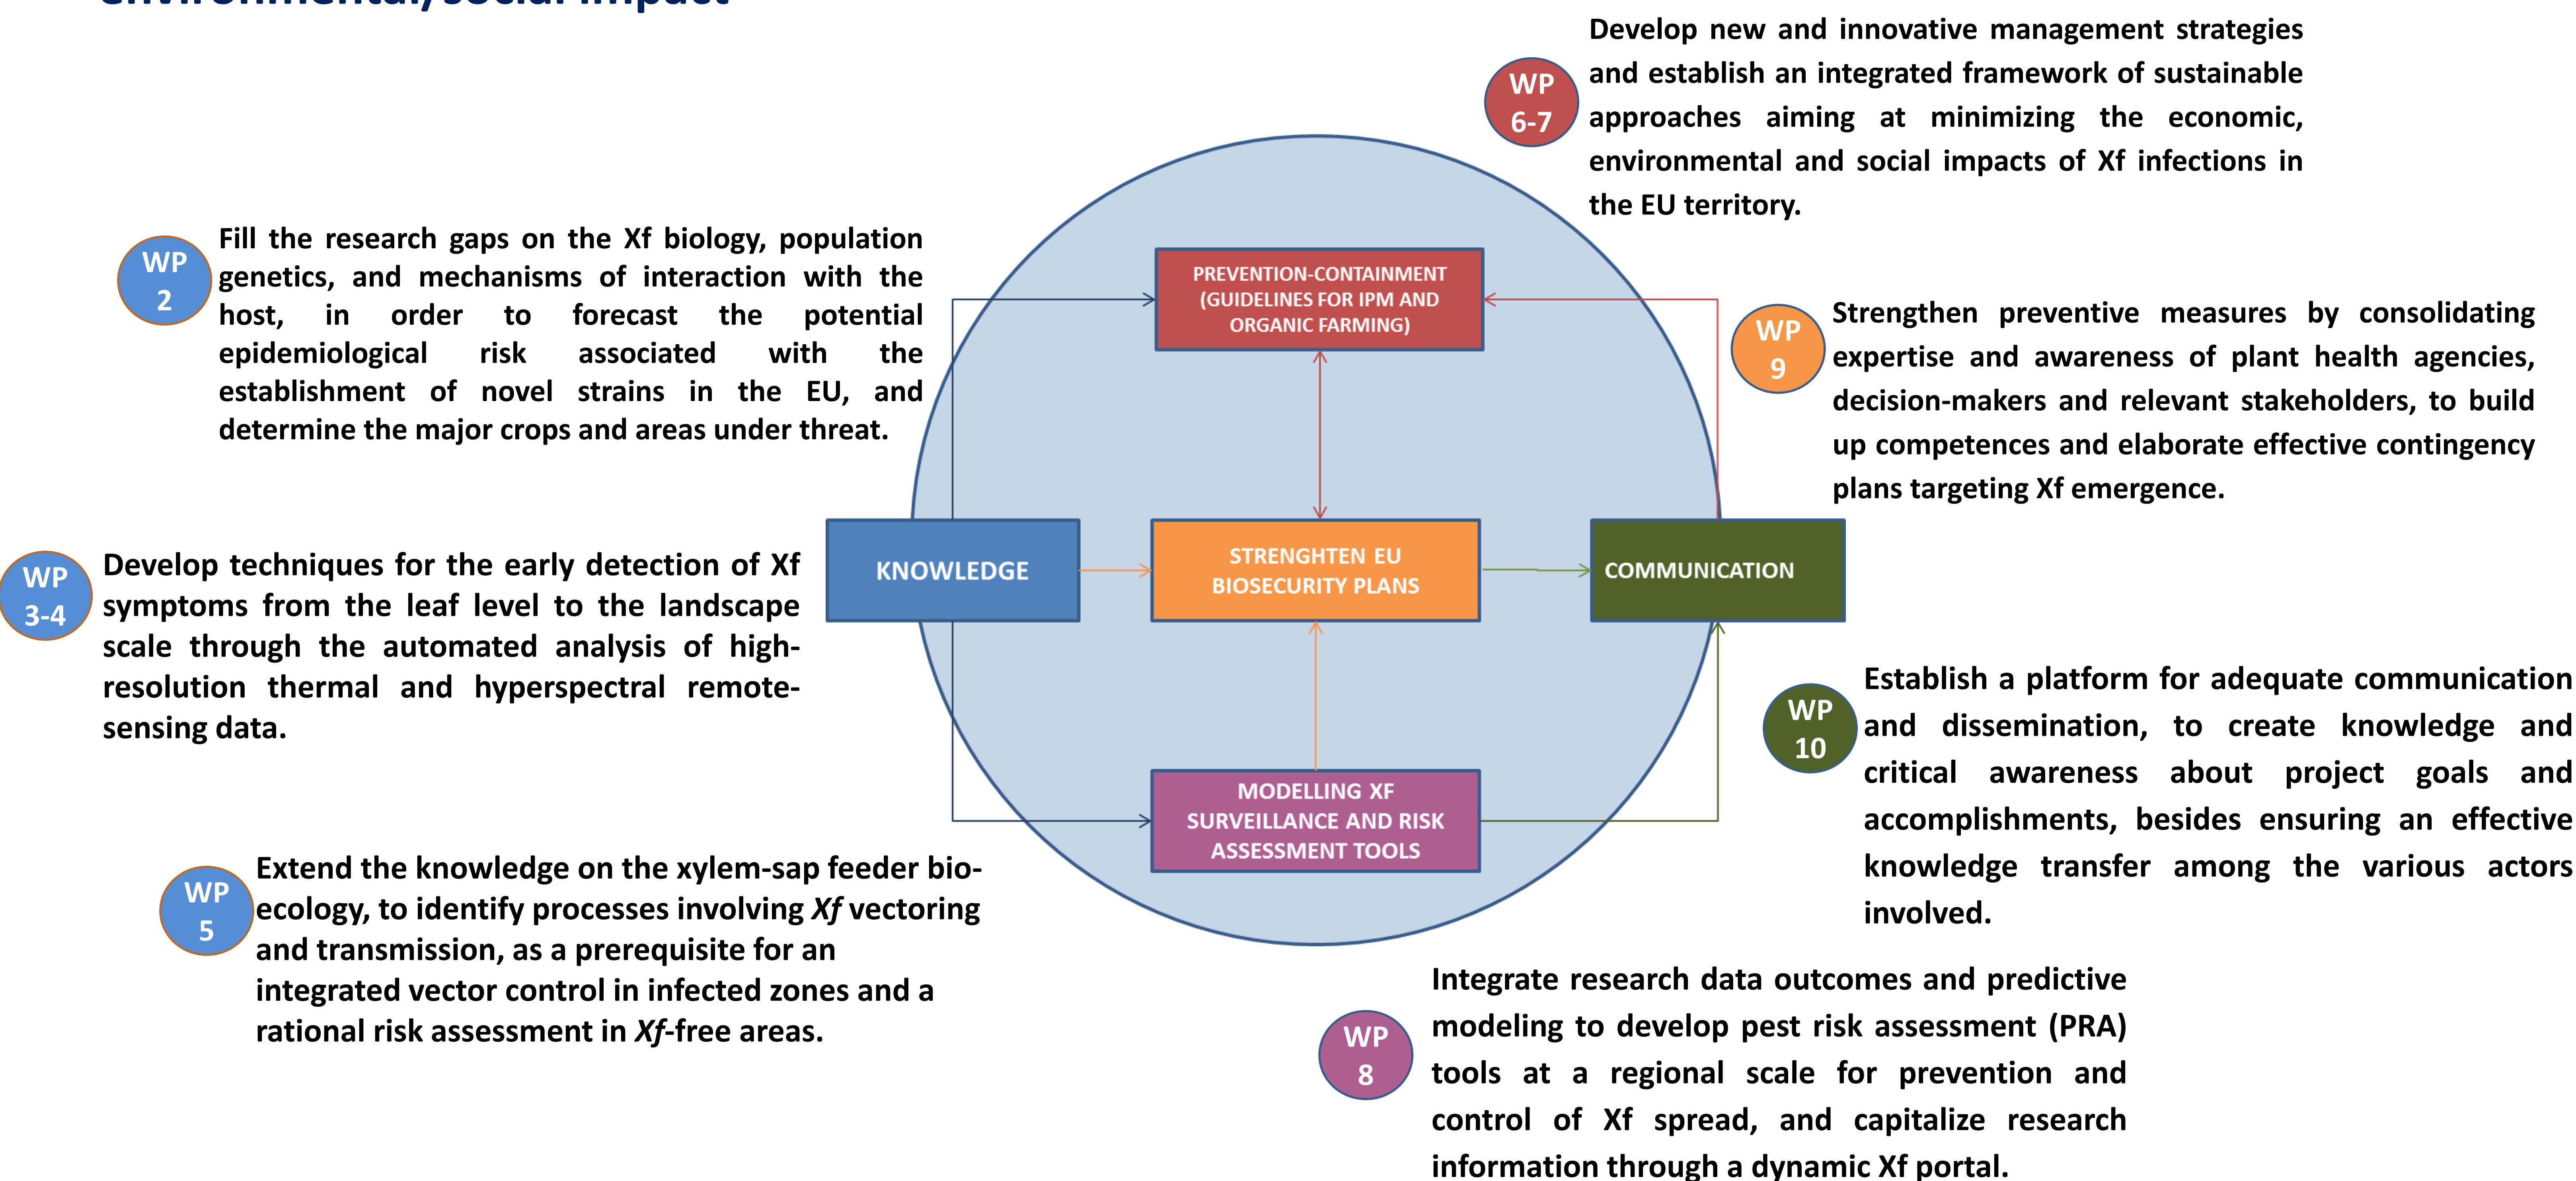 environmental/social impact
Develop new and innovative management strategies
and establish an integrated framework of sustainable
approaches aiming at minimizing the economic,
environmental and social impacts of Xf infections in
the EU territory.
WP
6-7
Fill the research gaps on the Xf biology, population
genetics, and mechanisms of interaction with the
host, in order to forecast the potential
epidemiological risk associated with the
establishment of novel strains in the EU, and
determine the major crops and areas under threat.
WP
2
PREVENTION-CONTAINMENT
(GUIDELINES FOR IPM AND
ORGANIC FARMING)
WP
9
Strengthen preventive measures by consolidating
expertise and awareness of plant health agencies,
decision-makers and relevant stakeholders, to build
up competences and elaborate effective contingency
plans targeting Xf emergence.
WP
3-4
Develop techniques for the early detection of Xf
symptoms from the leaf level to the landscape
scale through the automated analysis of high-
resolution thermal and hyperspectral remote-
sensing data.
KNOWLEDGE
STRENGHTEN EU
BIOSECURITY PLANS
COMMUNICATION
WP
10
Establish a platform for adequate communication
and dissemination, to create knowledge and
critical awareness about project goals and
accomplishments, besides ensuring an effective
knowledge transfer among the various actors
involved.
MODELLING XF
SURVEILLANCE AND RISK
ASSESSMENT TOOLS
WP
5
Extend the knowledge on the xylem-sap feeder bio-
ecology, to identify processes involving Xf vectoring
and transmission, as a prerequisite for an
integrated vector control in infected zones and a
rational risk assessment in Xf-free areas.
WP
8
Integrate research data outcomes and predictive
modeling to develop pest risk assessment (PRA)
tools at a regional scale for prevention and
control of Xf spread, and capitalize research
information through a dynamic Xf portal.